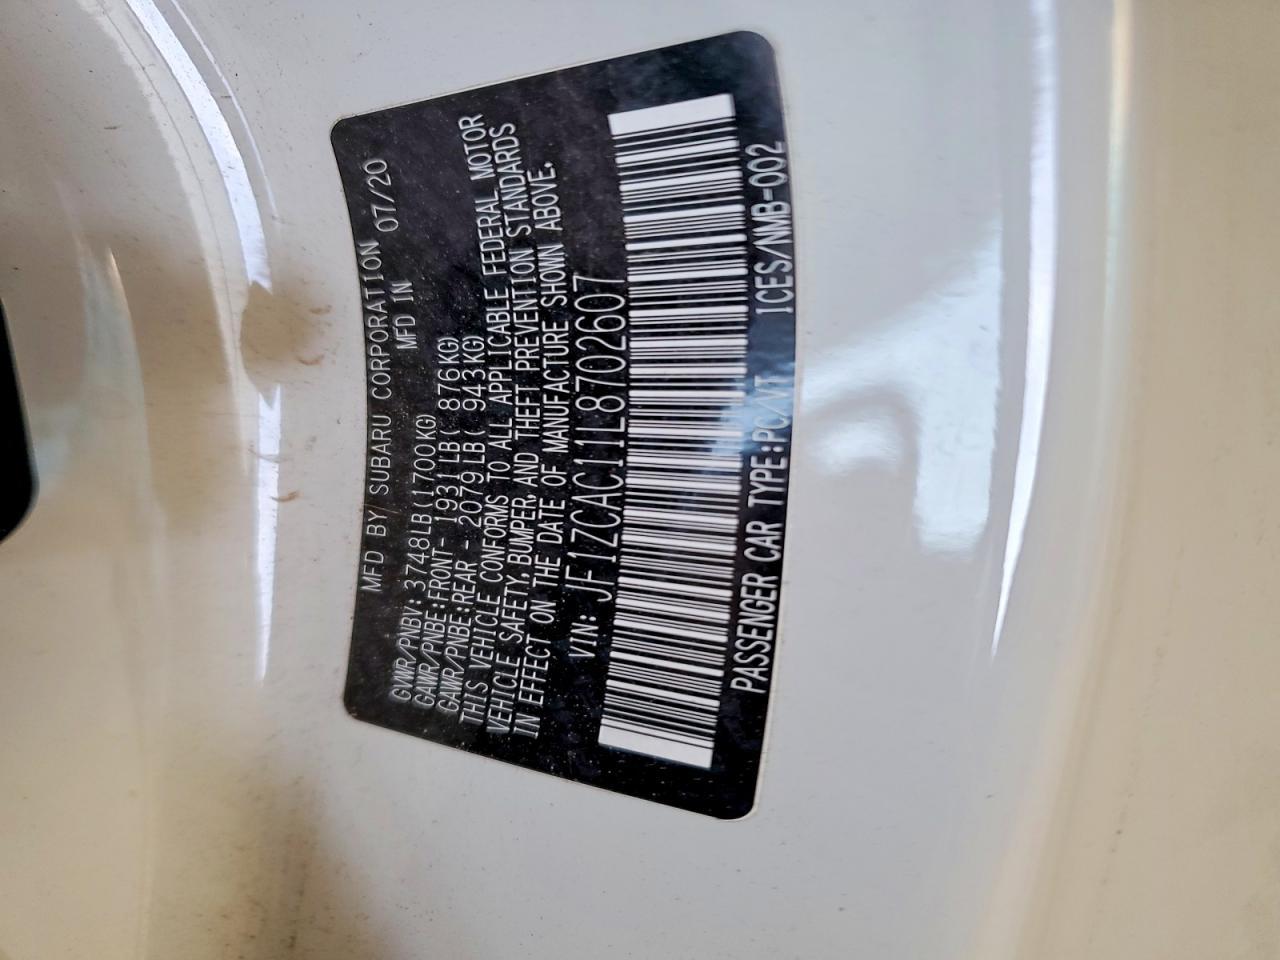 MFD BY SUBARU CORPORATION
MFD IN 07/20
GVWR/PNBV:3748LB(1700KG)
GAWR/PNBE:FRONT- 1931LB( 876KG)
GAWR/PNBE:REAR - 2079LB( 943KG)
THIS VEHICLE CONFORMS TO ALL APPLICABLE FEDERAL MOTOR
VEHICLE SAFETY, BUMPER, AND THEFT PREVENTION STANDARDS
IN EFFECT ON THE DATE OF MANUFACTURE SHOWN ABOVE.
VIN: JF1ZCAC11L8702607
PASSENGER CAR TYPE:PC/VT ICES/NMB-002